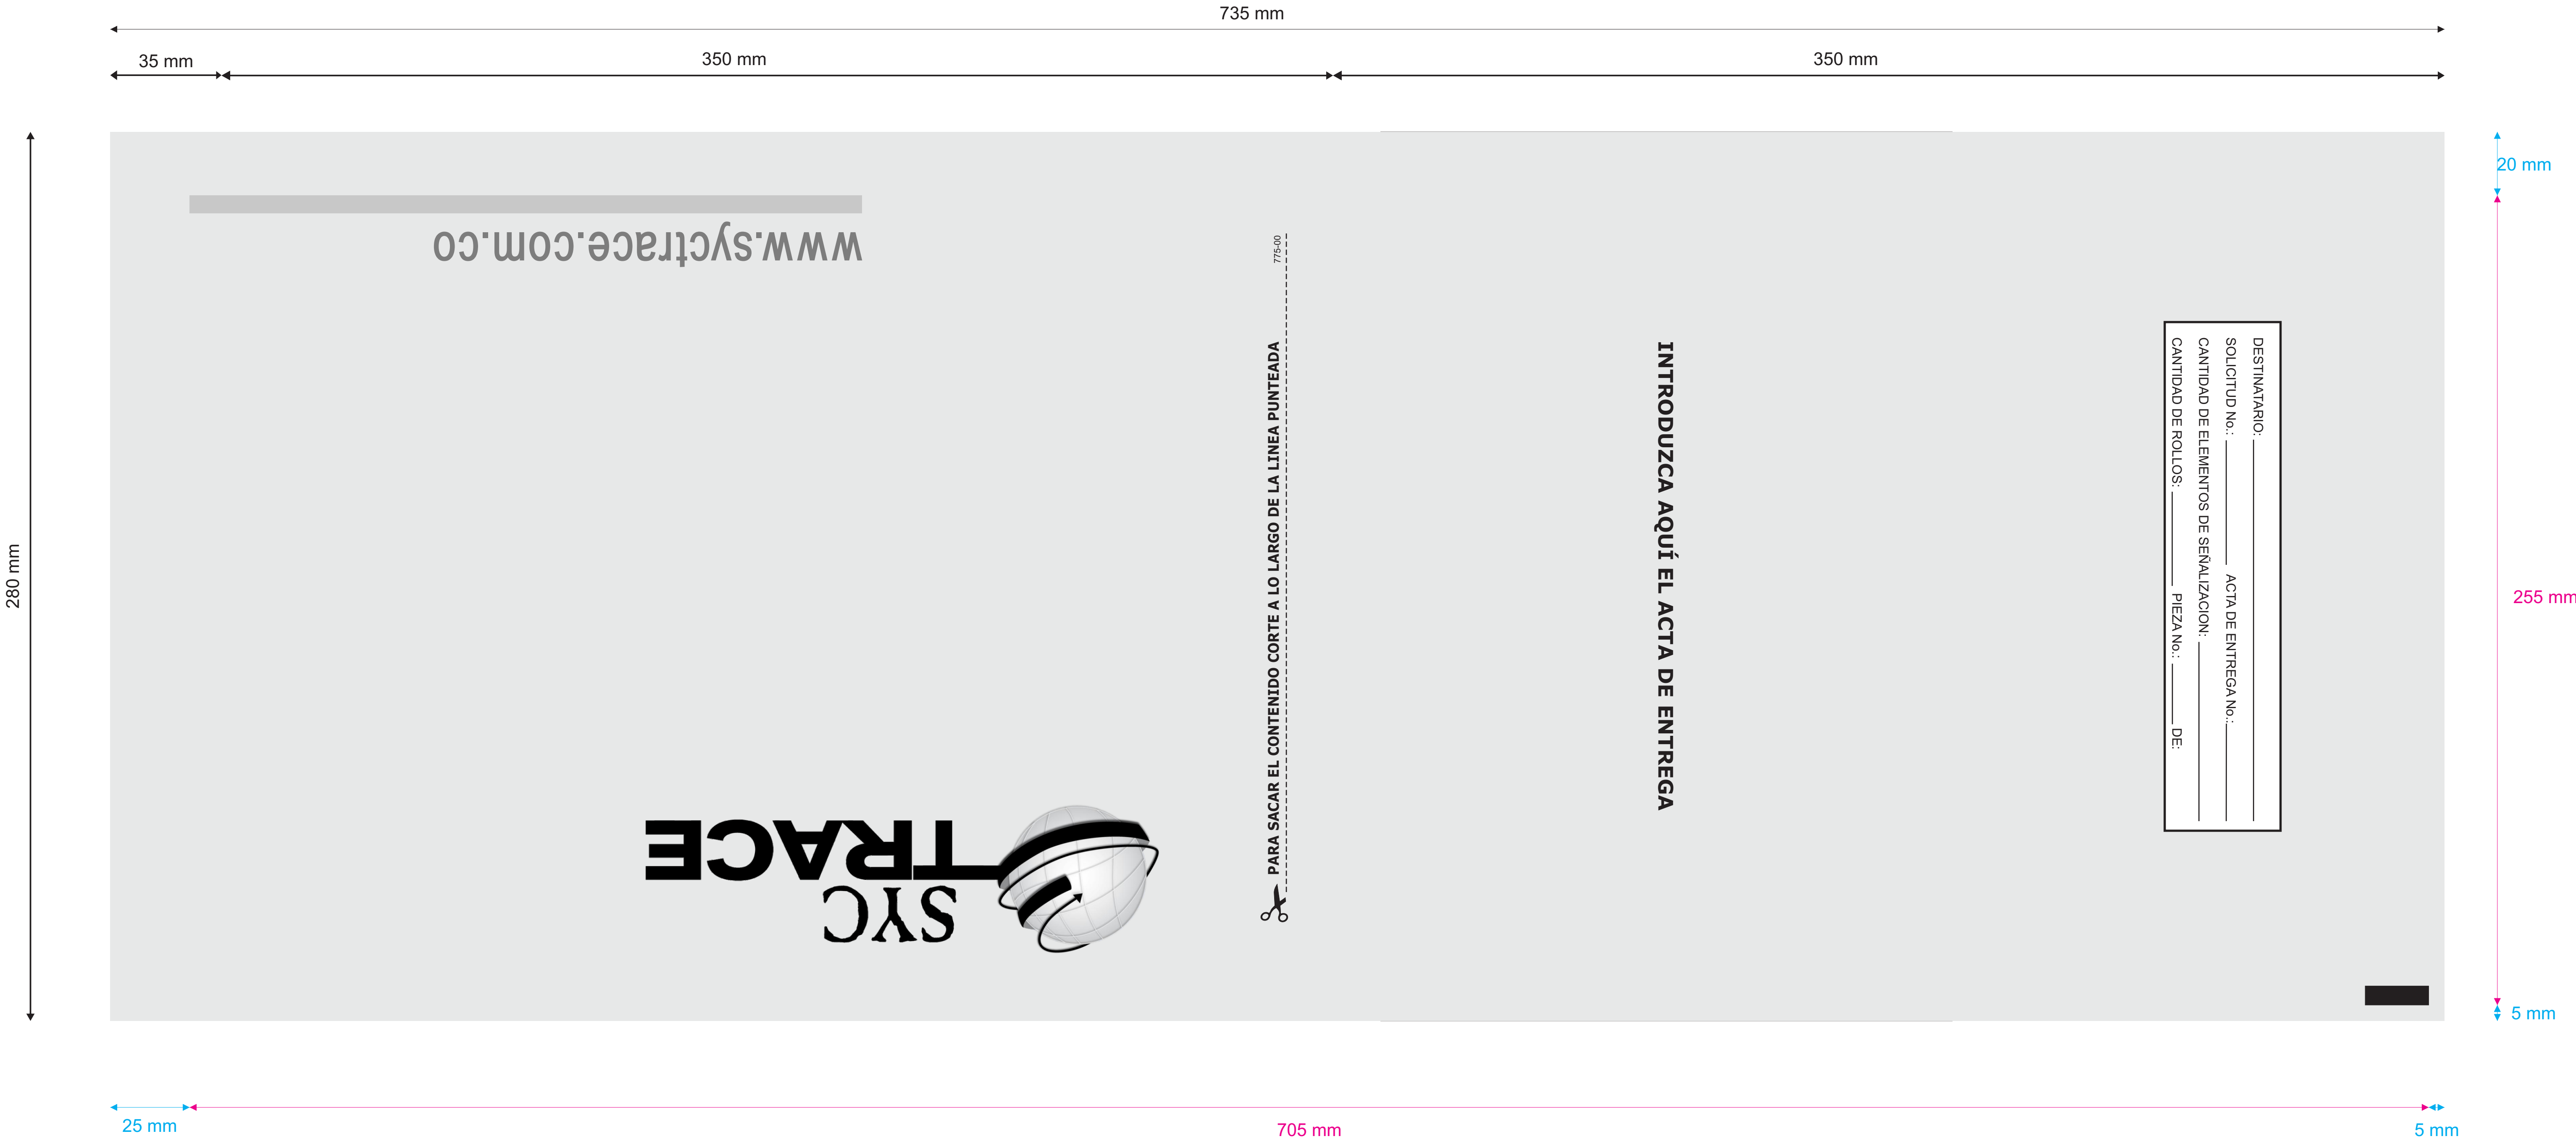 735 mm
35 mm
350 mm
350 mm
280 mm
20 mm
255 mm
5 mm
www.syctrace.com.co
775-00
PARA SACAR EL CONTENIDO CORTE A LO LARGO DE LA LINEA PUNTEADA
INTRODUZCA AQUÍ EL ACTA DE ENTREGA
DESTINATARIO:
SOLICITUD No.: ACTA DE ENTREGA No.:
CANTIDAD DE ELEMENTOS DE SEÑALIZACION:
CANTIDAD DE ROLLOS: PIEZA No.: DE:
SYC
TRACE
25 mm
705 mm
5 mm